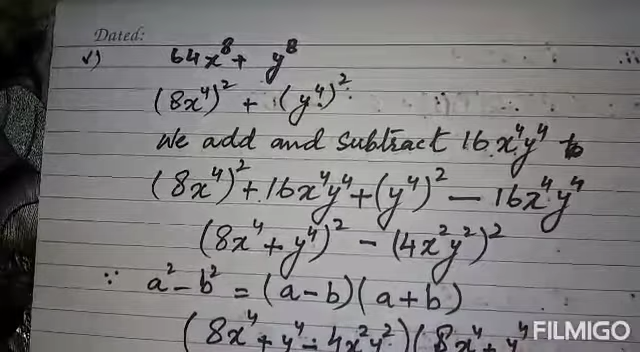 Dated:
v) 64x⁸ + y⁸
(8x⁴)² + (y⁴)²
We add and subtract 16x⁴y⁴ to
(8x⁴)² + 16x⁴y⁴ + (y⁴)² - 16x⁴y⁴
(8x⁴ + y⁴)² - (4x²y²)²
∵ a² - b² = (a - b)(a + b)
(8x⁴ + y⁴ - 4x²y²)(8x⁴ + y⁴
FILMIGO